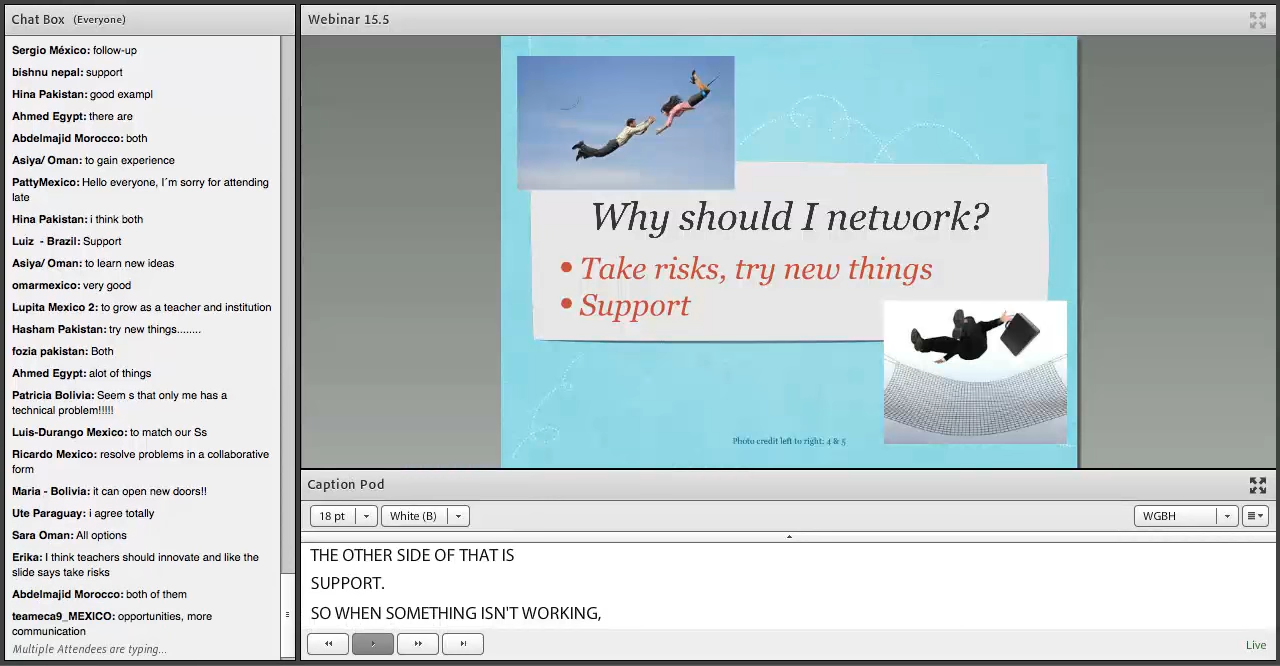 Chat Box (Everyone)
Sergio México: follow-up
bishnu nepal: support
Hina Pakistan: good exampl
Ahmed Egypt: there are
Abdelmajid Morocco: both
Asiya/ Oman: to gain experience
PattyMexico: Hello everyone, I´m sorry for attending
late
Hina Pakistan: i think both
Luiz - Brazil: Support
Asiya/ Oman: to learn new ideas
omarmexico: very good
Lupita Mexico 2: to grow as a teacher and institution
Hasham Pakistan: try new things........
fozia pakistan: Both
Ahmed Egypt: alot of things
Patricia Bolivia: Seem s that only me has a
technical problem!!!!!
Luis-Durango Mexico: to match our Ss
Ricardo Mexico: resolve problems in a collaborative
form
Maria - Bolivia: it can open new doors!!
Ute Paraguay: i agree totally
Sara Oman: All options
Erika: I think teachers should innovate and like the
slide says take risks
Abdelmajid Morocco: both of them
teameca9_MEXICO: opportunities, more
communication
Multiple Attendees are typing...
Webinar 15.5
Why should I network?
• Take risks, try new things
• Support
Photo credit left to right; 4 & 5
Caption Pod
18 pt
White (B)
WGBH
THE OTHER SIDE OF THAT IS
SUPPORT.
SO WHEN SOMETHING ISN'T WORKING,
Live